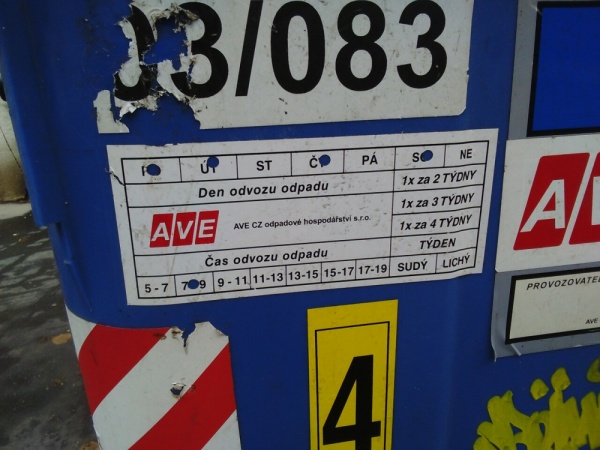 03/083
PO ÚT ST ČT PÁ SO NE
Den odvozu odpadu
1x za 2 TÝDNY
1x za 3 TÝDNY
AVE AVE CZ odpadové hospodářství s.r.o.
1x za 4 TÝDNY
Čas odvozu odpadu
TÝDEN
5 - 7 7-9 9 - 11 11-13 13-15 15-17 17-19 SUDÝ LICHÝ
4
AV
PROVOZOVATE
AVE